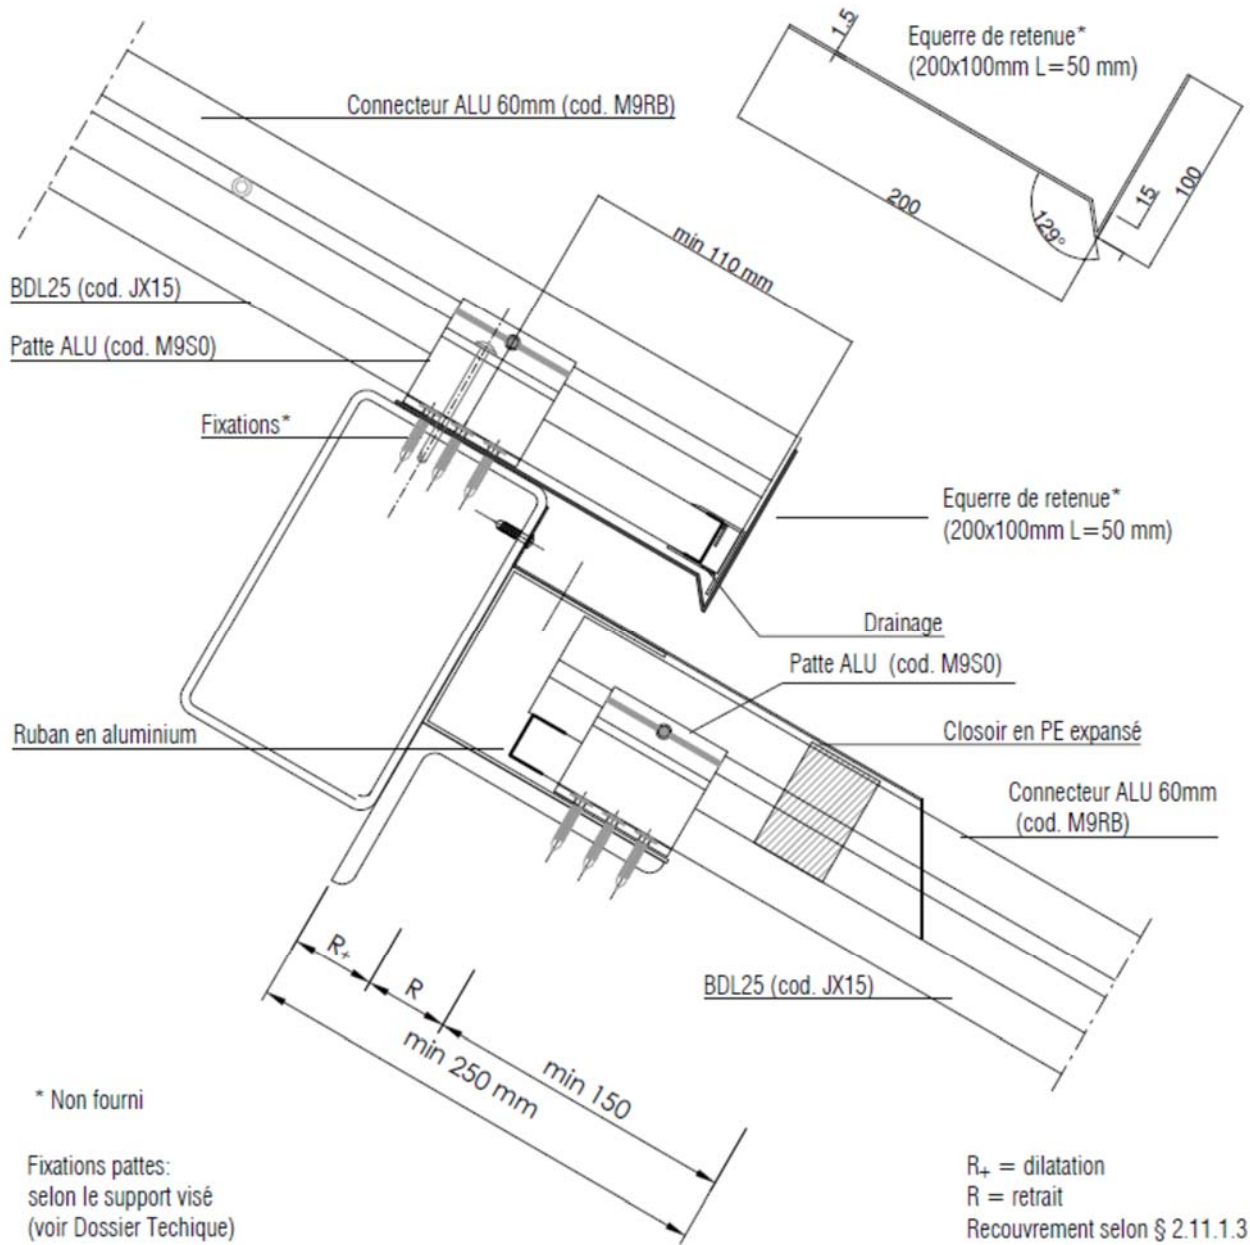 1.5
Equerre de retenue*
(200x100mm L=50 mm)
Connecteur ALU 60mm (cod. M9RB)
200
129°
15
100
min 110 mm
BDL25 (cod. JX15)
Patte ALU (cod. M9S0)
Fixations*
Equerre de retenue*
(200x100mm L=50 mm)
Drainage
Patte ALU (cod. M9S0)
Ruban en aluminium
Closoir en PE expansé
Connecteur ALU 60mm
(cod. M9RB)
BDL25 (cod. JX15)
R+
R
min 250 mm
min 150
* Non fourni
Fixations pattes:
selon le support visé
(voir Dossier Techique)
R+ = dilatation
R = retrait
Recouvrement selon § 2.11.1.3